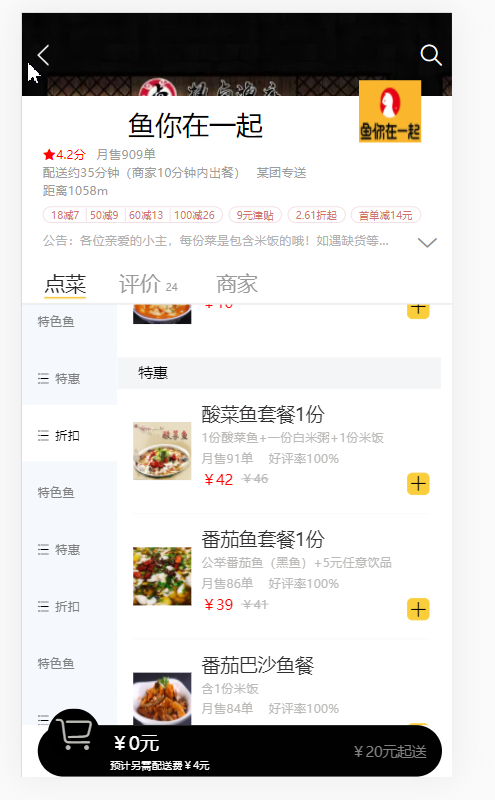 鱼你在一起
鱼你在一起
★4.2分 月售909单
配送约35分钟（商家10分钟内出餐） 某团专送
距离1058m
18减7 50减9 60减13 100减26 9元津贴 2.61折起 首单减14元
公告：各位亲爱的小主，每份菜是包含米饭的哦！如遇缺货等...
点菜 评价 24 商家
特色鱼
特惠
折扣
特色鱼
特惠
折扣
特色鱼
特惠
酸菜鱼
酸菜鱼套餐1份
1份酸菜鱼+一份白米粥+1份米饭
月售91单 好评率100%
￥42 ￥46
番茄鱼套餐1份
公举番茄鱼（黑鱼）+5元任意饮品
月售86单 好评率100%
￥39 ￥41
番茄巴沙鱼餐
含1份米饭
月售84单 好评率100%
￥0元
预计另需配送费￥4元
￥20元起送